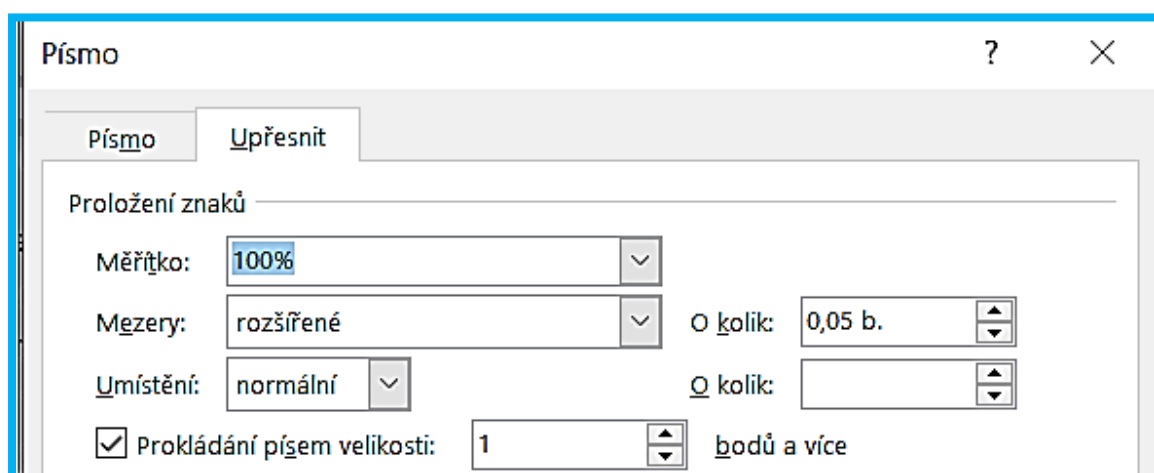 Písmo ?
Písmo Upřesnit
Proložení znaků
Měřítko: 100%
Mezery: rozšířené O kolik: 0,05 b.
Umístění: normální O kolik:
Prokládání písem velikosti: 1 bodů a více